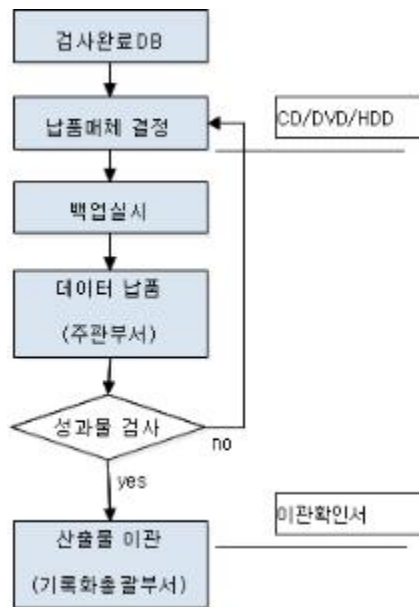 검사완료DB
납품매체 결정
CD/DVD/HDD
백업실시
데이터 납품
(주관부서)
성과물 검사
no
yes
이관확인서
산출물 이관
(기록화총괄부서)